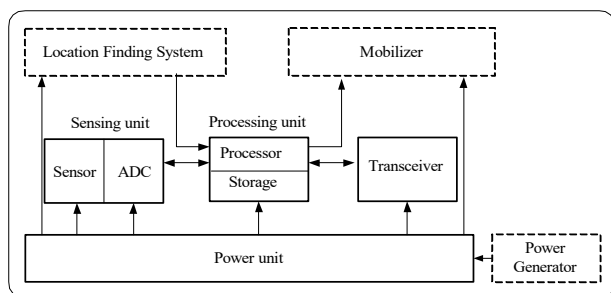 Location Finding System
Mobilizer
Sensing unit
Processing unit
Sensor
ADC
Processor
Storage
Transceiver
Power unit
Power
Generator